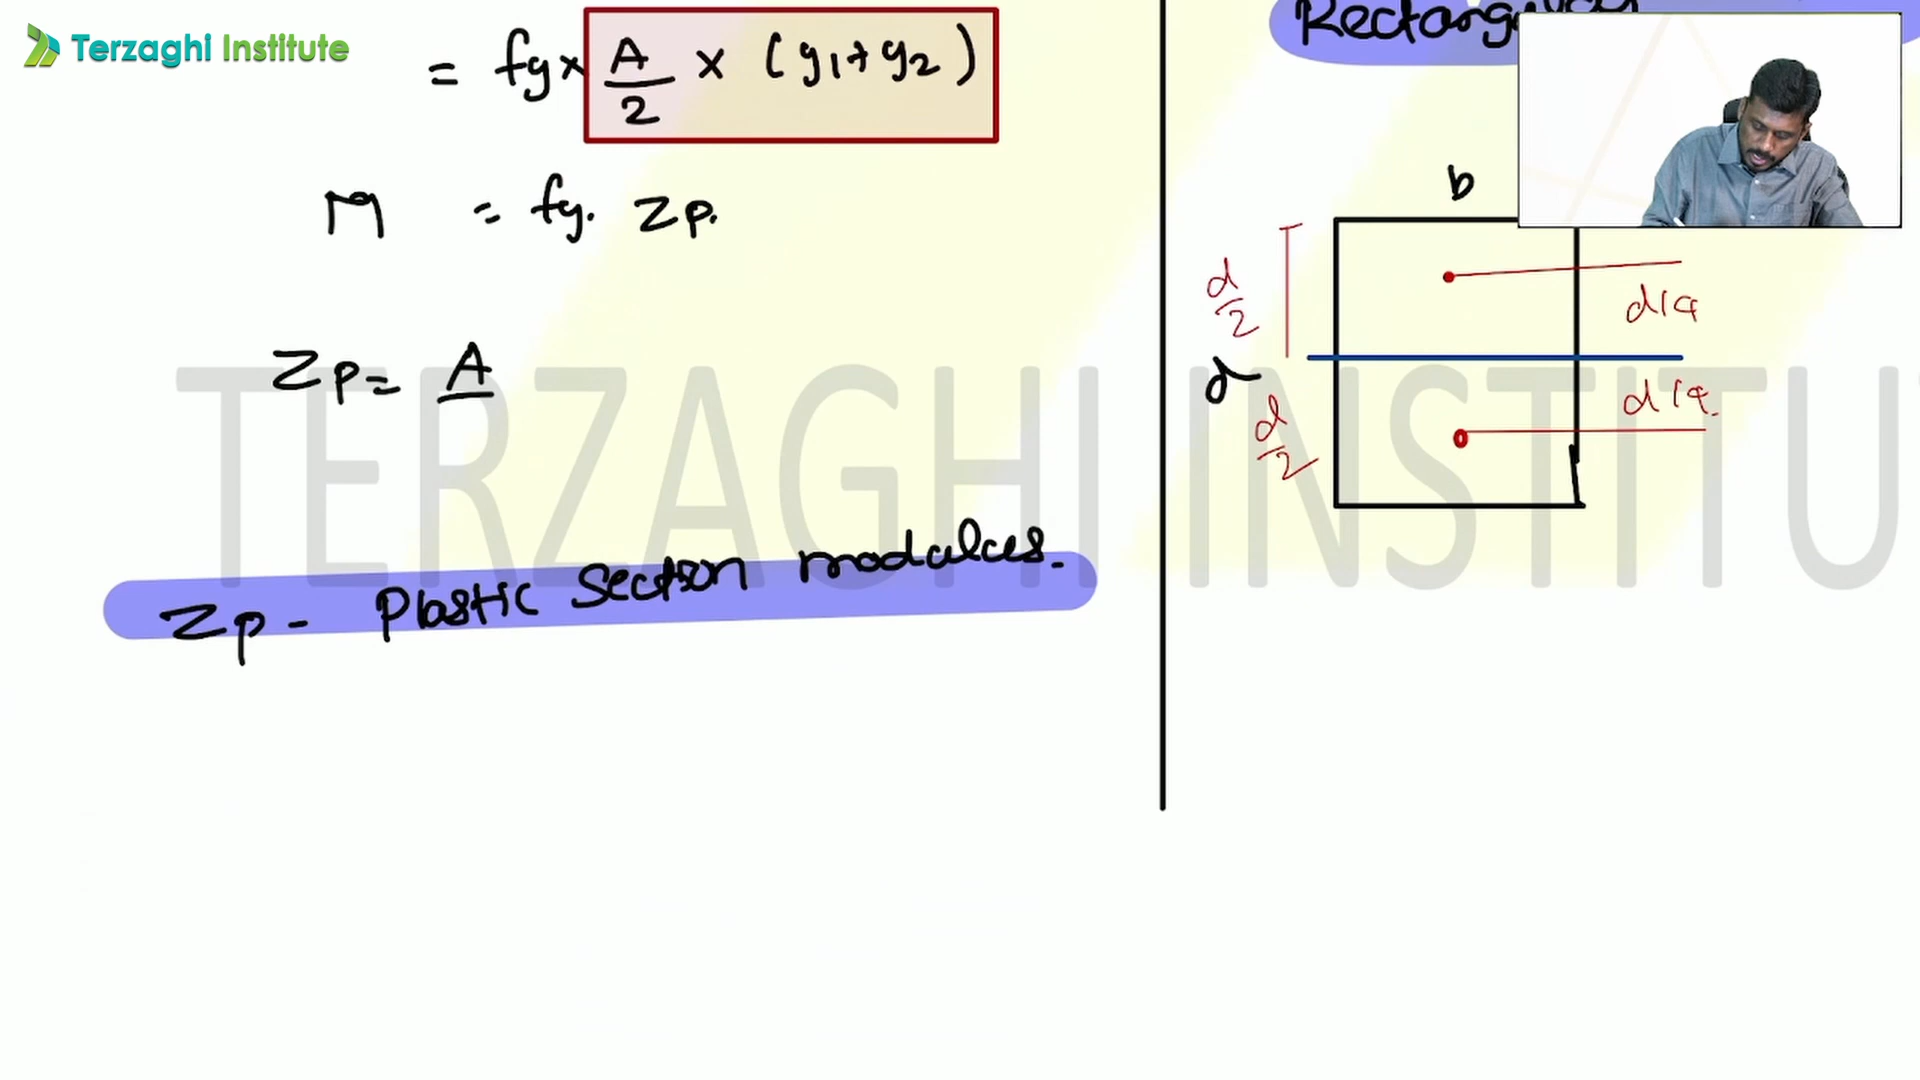 Terzaghi Institute
= fy × A/2 × (y1 + y2)
M = fy. Zp.
Zp = A
Zp - Plastic Section modulus.
Rectangular
b
d/2
d/4
d
d/4.
d/2
TERZAGHI INSTITU